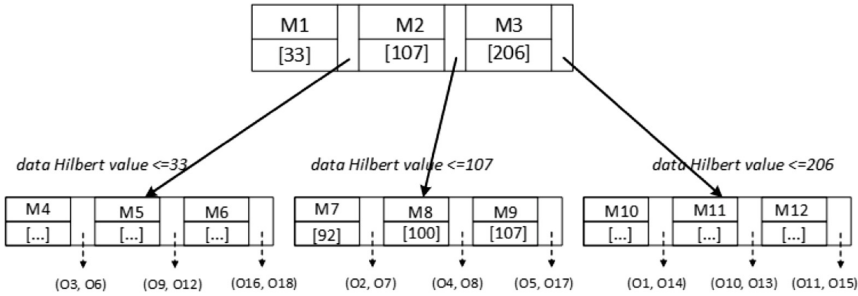 M1 M2 M3
[33] [107] [206]
data Hilbert value <=33 data Hilbert value <=107 data Hilbert value <=206
M4 M5 M6 M7 M8 M9 M10 M11 M12
[...] [...] [...] [92] [100] [107] [...] [...] [...]
(O3, O6) (O9, O12) (O16, O18) (O2, O7) (O4, O8) (O5, O17) (O1, O14) (O10, O13) (O11, O15)